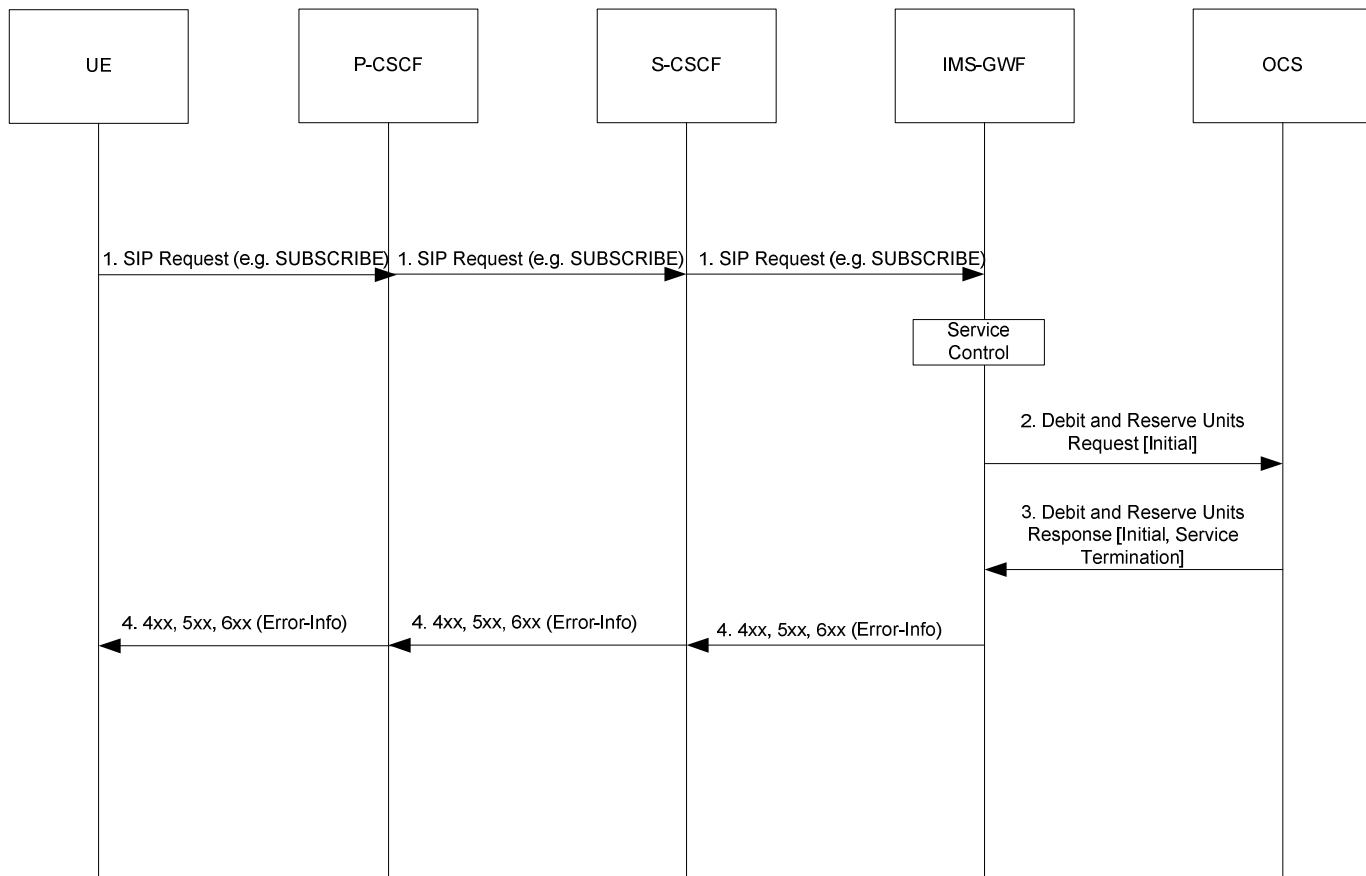 UE
P-CSCF
S-CSCF
IMS-GWF
OCS
1. SIP Request (e.g. SUBSCRIBE)
1. SIP Request (e.g. SUBSCRIBE)
1. SIP Request (e.g. SUBSCRIBE)
Service
Control
2. Debit and Reserve Units
Request [Initial]
3. Debit and Reserve Units
Response [Initial, Service
Termination]
4. 4xx, 5xx, 6xx (Error-Info)
4. 4xx, 5xx, 6xx (Error-Info)
4. 4xx, 5xx, 6xx (Error-Info)